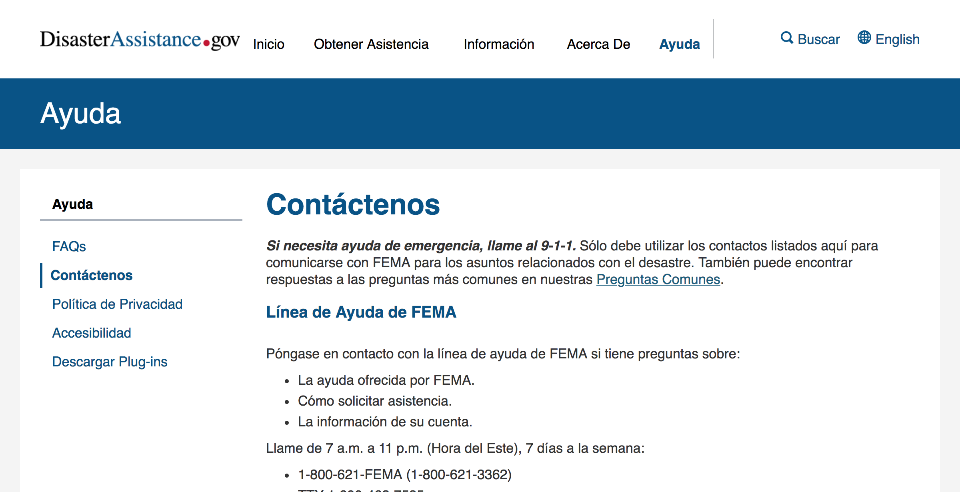 DisasterAssistance.gov
Inicio
Obtener Asistencia
Información
Acerca De
Ayuda
Buscar
English
Ayuda
Ayuda
FAQs
Contáctenos
Política de Privacidad
Accesibilidad
Descargar Plug-ins
Contáctenos
Si necesita ayuda de emergencia, llame al 9-1-1. Sólo debe utilizar los contactos listados aquí para
comunicarse con FEMA para los asuntos relacionados con el desastre. También puede encontrar
respuestas a las preguntas más comunes en nuestras Preguntas Comunes.
Línea de Ayuda de FEMA
Póngase en contacto con la línea de ayuda de FEMA si tiene preguntas sobre:
• La ayuda ofrecida por FEMA.
• Cómo solicitar asistencia.
• La información de su cuenta.
Llame de 7 a.m. a 11 p.m. (Hora del Este), 7 días a la semana:
• 1-800-621-FEMA (1-800-621-3362)